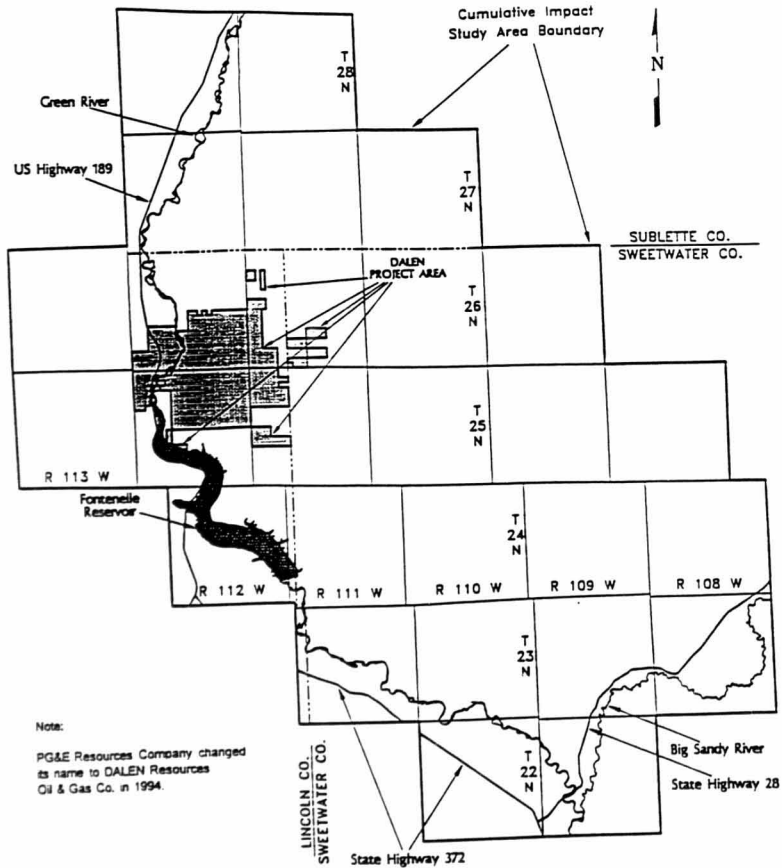 Cumulative Impact
Study Area Boundary
N
T
28
N
Green River
US Highway 189
T
27
N
SUBLETTE CO.
SWEETWATER CO.
DALEN
PROJECT AREA
T
26
N
T
25
N
R 113 W
Fontenelle
Reservoir
T
24
N
R 112 W
R 111 W
R 110 W
R 109 W
R 108 W
T
23
N
Note:
PG&E Resources Company changed
its name to DALEN Resources
Oil & Gas Co. in 1994.
LINCOLN CO.
SWEETWATER CO.
T
22
N
Big Sandy River
State Highway 28
State Highway 372